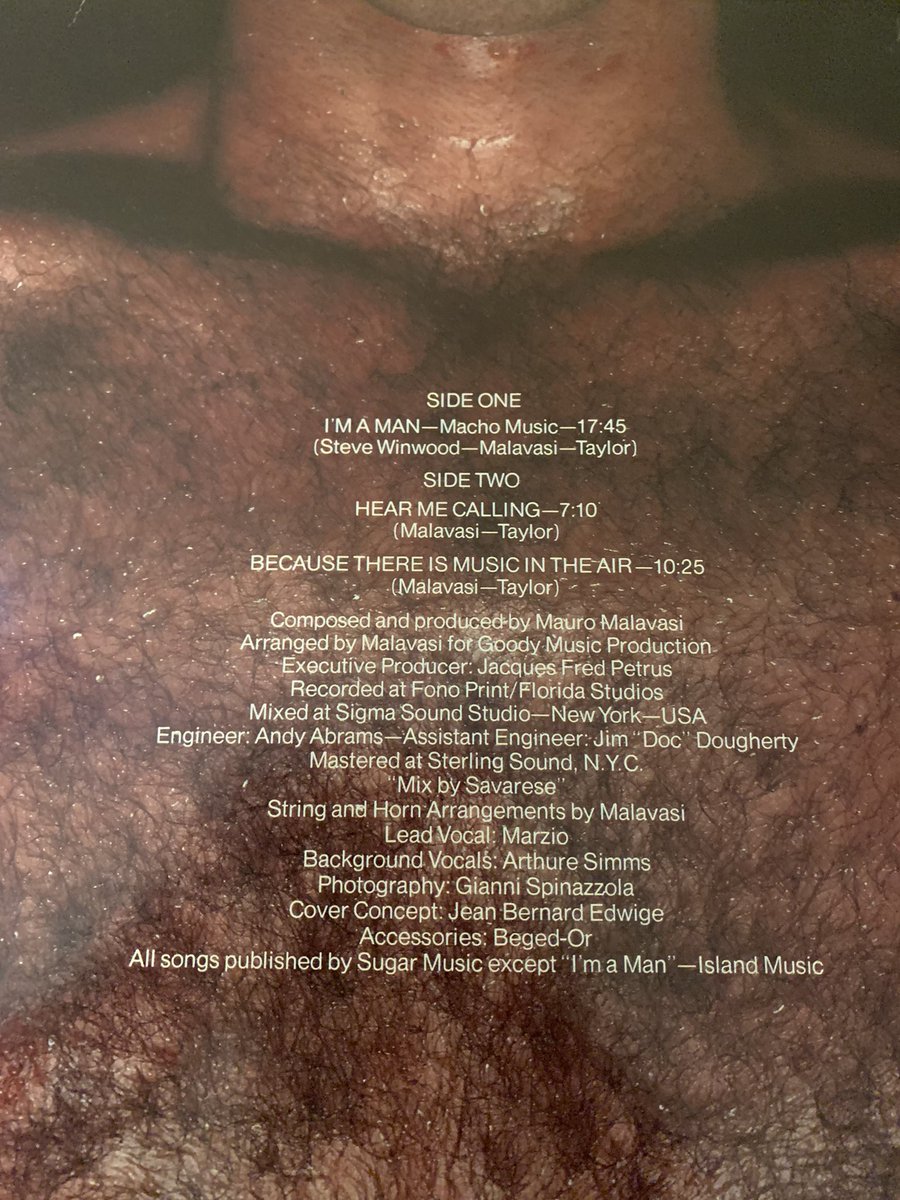 SIDE ONE
I'M A MAN—Macho Music—17:45
(Steve Winwood—Malavasi—Taylor)
SIDE TWO
HEAR ME CALLING—7:10
(Malavasi—Taylor)
BECAUSE THERE IS MUSIC IN THE AIR—10:25
(Malavasi—Taylor)
Composed and produced by Mauro Malavasi
Arranged by Malavasi for Goody Music Production
Executive Producer: Jacques Fred Petrus
Recorded at Fono Print/Florida Studios
Mixed at Sigma Sound Studio—New York—USA
Engineer: Andy Abrams—Assistant Engineer: Jim "Doc" Dougherty
Mastered at Sterling Sound, N.Y.C.
"Mix by Savarese"
String and Horn Arrangements by Malavasi
Lead Vocal: Marzio
Background Vocals: Arthure Simms
Photography: Gianni Spinazzola
Cover Concept: Jean Bernard Edwige
Accessories: Beged-Or
All songs published by Sugar Music except "I'm a Man"—Island Music